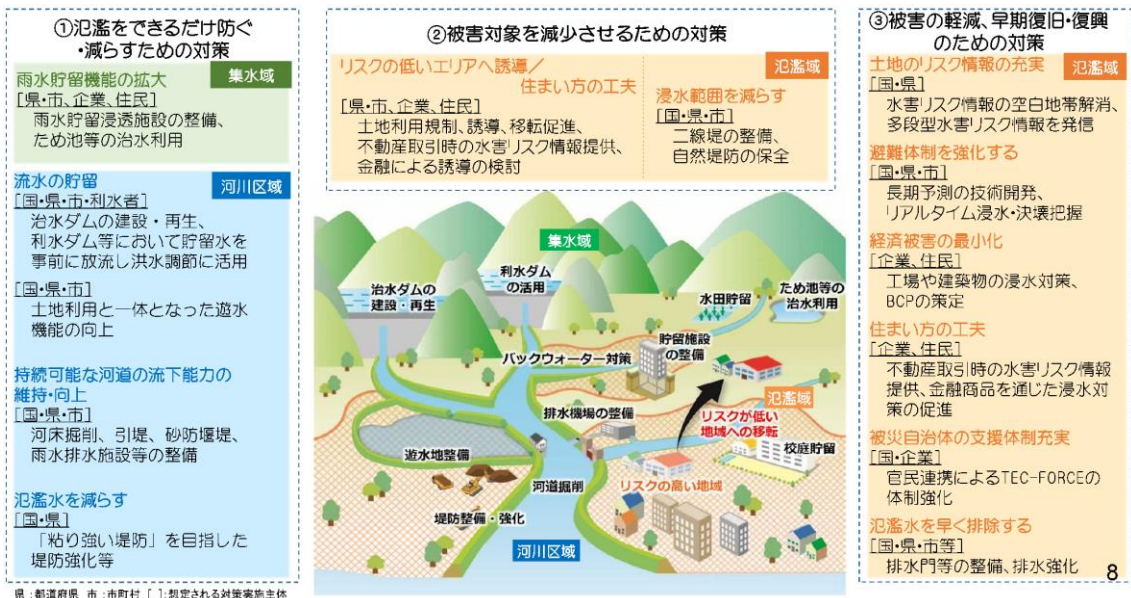 ①氾濫をできるだけ防ぐ
・減らすための対策
雨水貯留機能の拡大
集水域
[県・市、企業、住民]
雨水貯留浸透施設の整備、
ため池等の治水利用
流水の貯留
河川区域
[国・県・市・利水者]
治水ダムの建設・再生、
利水ダム等において貯留水を
事前に放流し洪水調節に活用
[国・県・市]
土地利用と一体となった遊水
機能の向上
持続可能な河道の流下能力の
維持・向上
[国・県・市]
河床掘削、引堤、砂防堰堤、
雨水排水施設等の整備
氾濫水を減らす
[国・県]
「粘り強い堤防」を目指した
堤防強化等
県：都道府県 市：市町村 [ ]：想定される対策実施主体
②被害対象を減少させるための対策
リスクの低いエリアへ誘導／
住まい方の工夫
[県・市、企業、住民]
土地利用規制、誘導、移転促進、
不動産取引時の水害リスク情報提供、
金融による誘導の検討
氾濫域
浸水範囲を減らす
[国・県・市]
二線堤の整備、
自然堤防の保全
集水域
治水ダムの
建設・再生
利水ダム
の活用
水田貯留
ため池等の
治水利用
バックウォーター対策
貯留施設
の整備
氾濫域
排水機場の整備
リスクが低い
地域への移転
遊水地整備
校庭貯留
河道掘削
リスクの高い地域
堤防整備・強化
河川区域
③被害の軽減、早期復旧・復興
のための対策
土地のリスク情報の充実
氾濫域
[国・県]
水害リスク情報の空白地帯解消、
多段型水害リスク情報を発信
避難体制を強化する
[国・県・市]
長期予測の技術開発、
リアルタイム浸水・決壊把握
経済被害の最小化
[企業、住民]
工場や建築物の浸水対策、
BCPの策定
住まい方の工夫
[企業、住民]
不動産取引時の水害リスク情報
提供、金融商品を通じた浸水対
策の促進
被災自治体の支援体制充実
[国・企業]
官民連携によるTEC-FORCEの
体制強化
氾濫水を早く排除する
[国・県・市等]
排水門等の整備、排水強化
8